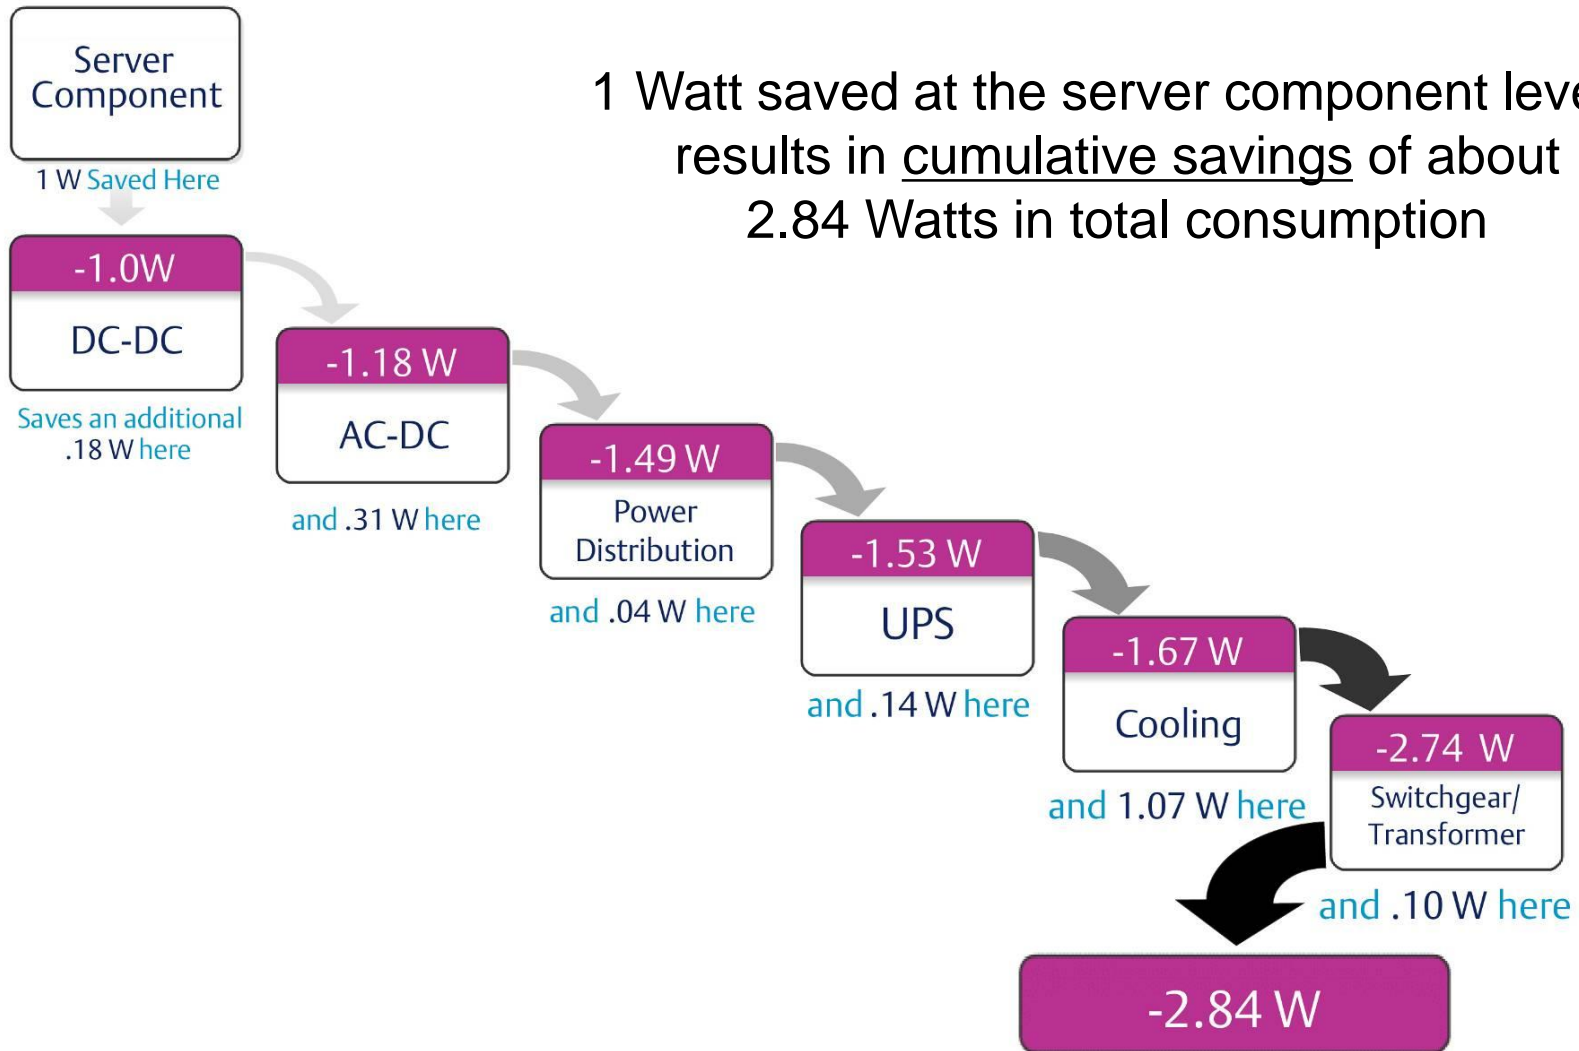 Server
Component
1 W Saved Here
1 Watt saved at the server component leve
results in cumulative savings of about
2.84 Watts in total consumption
-1.0W
DC-DC
Saves an additional
.18 W here
-1.18 W
AC-DC
and .31 W here
-1.49 W
Power
Distribution
and .04 W here
-1.53 W
UPS
and .14 W here
-1.67 W
Cooling
and 1.07 W here
-2.74 W
Switchgear/
Transformer
and .10 W here
-2.84 W